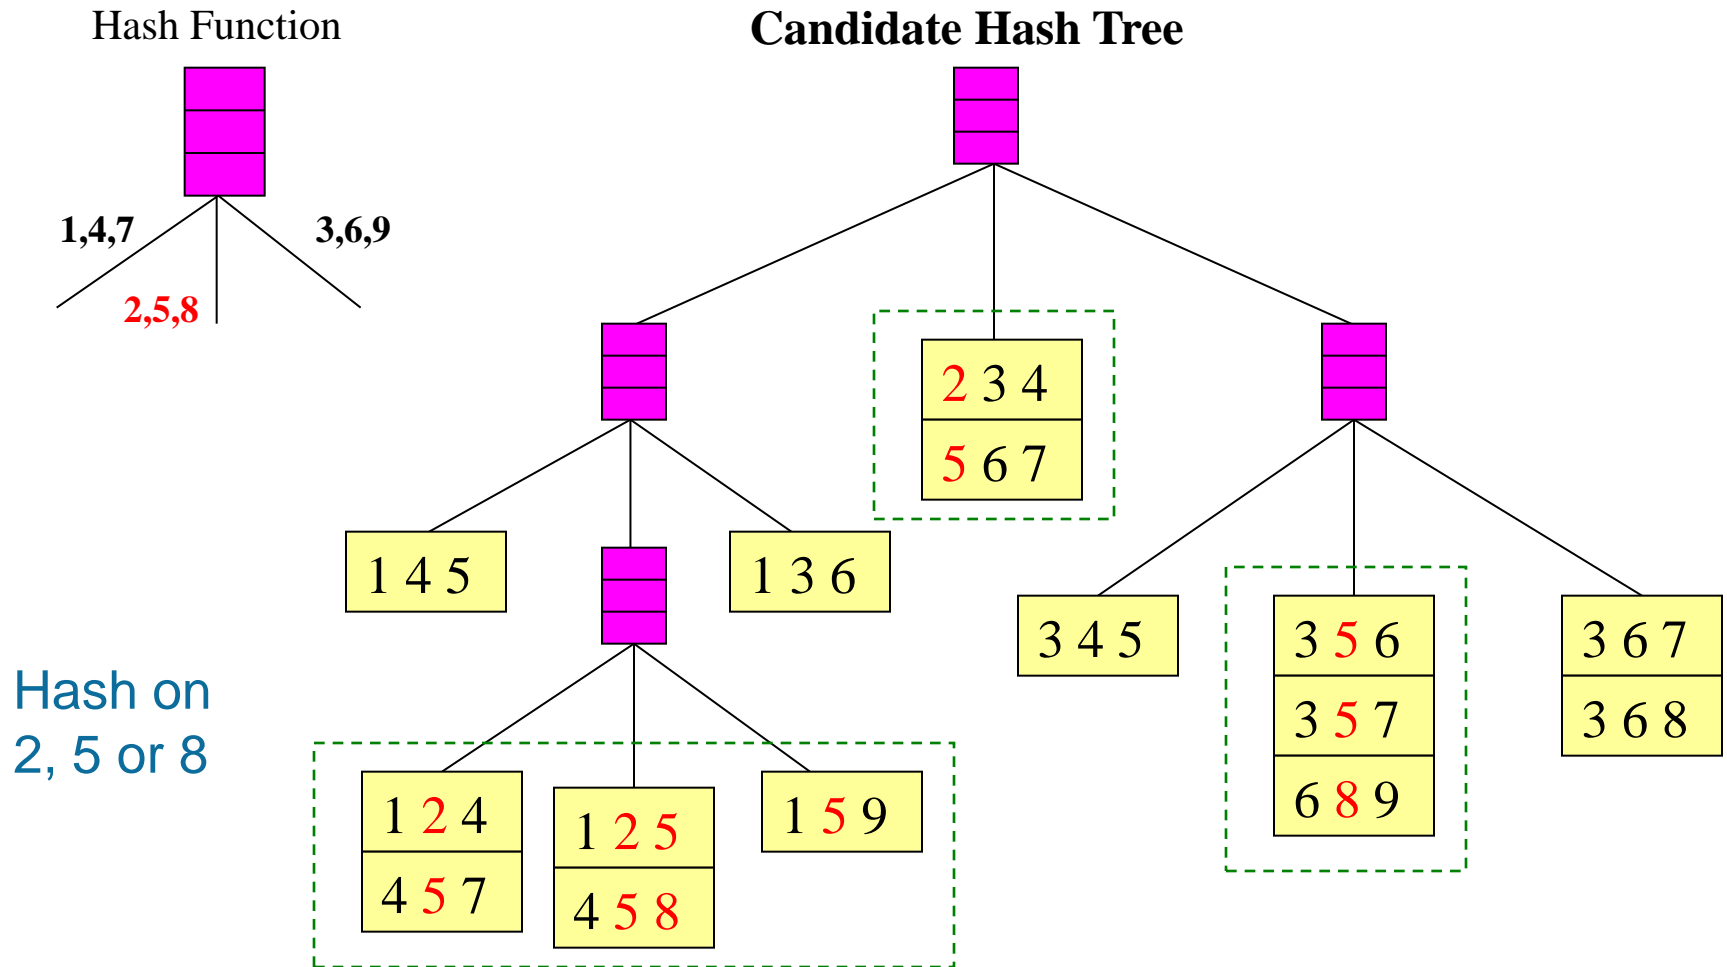 Hash Function
Candidate Hash Tree
1,4,7
3,6,9
2,5,8
2 3 4
5 6 7
1 4 5
1 3 6
3 4 5
3 5 6
3 5 7
6 8 9
3 6 7
3 6 8
Hash on
2, 5 or 8
1 2 4
4 5 7
1 2 5
4 5 8
1 5 9